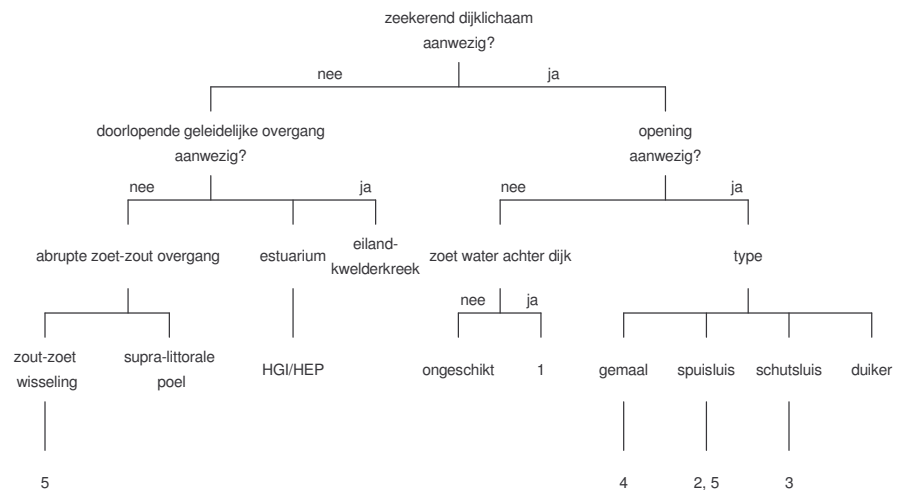 zeekerend dijklichaam
aanwezig?
nee ja
doorlopende geleidelijke overgang
aanwezig?
opening
aanwezig?
nee ja nee ja
abrupte zoet-zout overgang
estuarium
eiland-
kwelderkreek
zoet water achter dijk
type
nee ja
zout-zoet
wisseling
supra-littorale
poel
HGI/HEP
ongeschikt
1
gemaal
spuisluis
schutsluis
duiker
5
4
2, 5
3